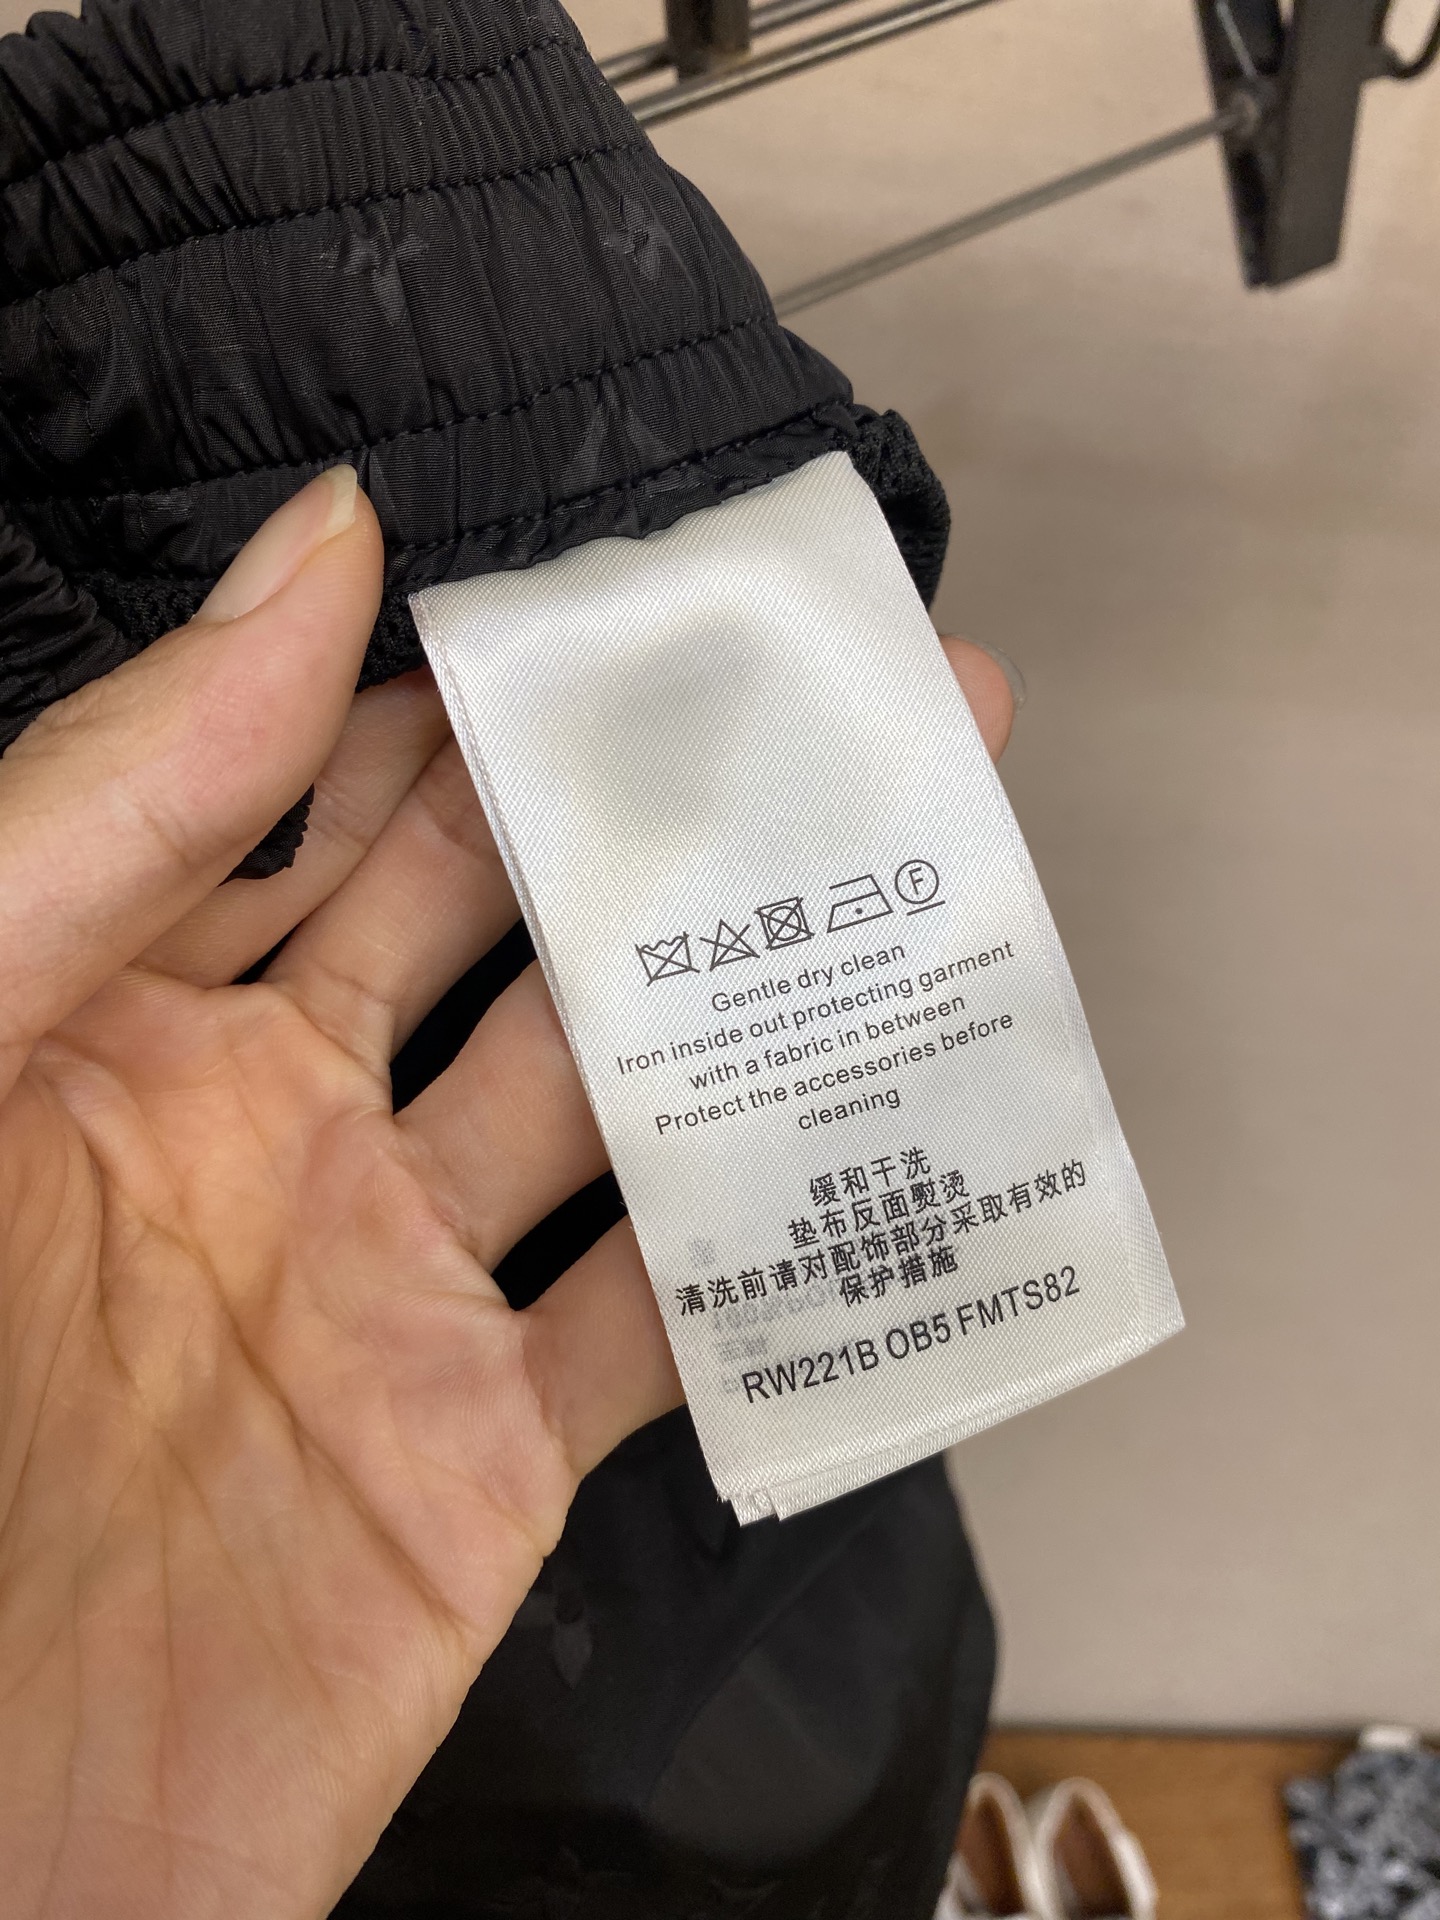 F
Gentle dry clean
Iron inside out protecting garment
with a fabric in between
Protect the accessories before
cleaning
缓和干洗
垫布反面熨烫
清洗前请对配饰部分采取有效的
保护措施
RW221B OB5 FMTS82